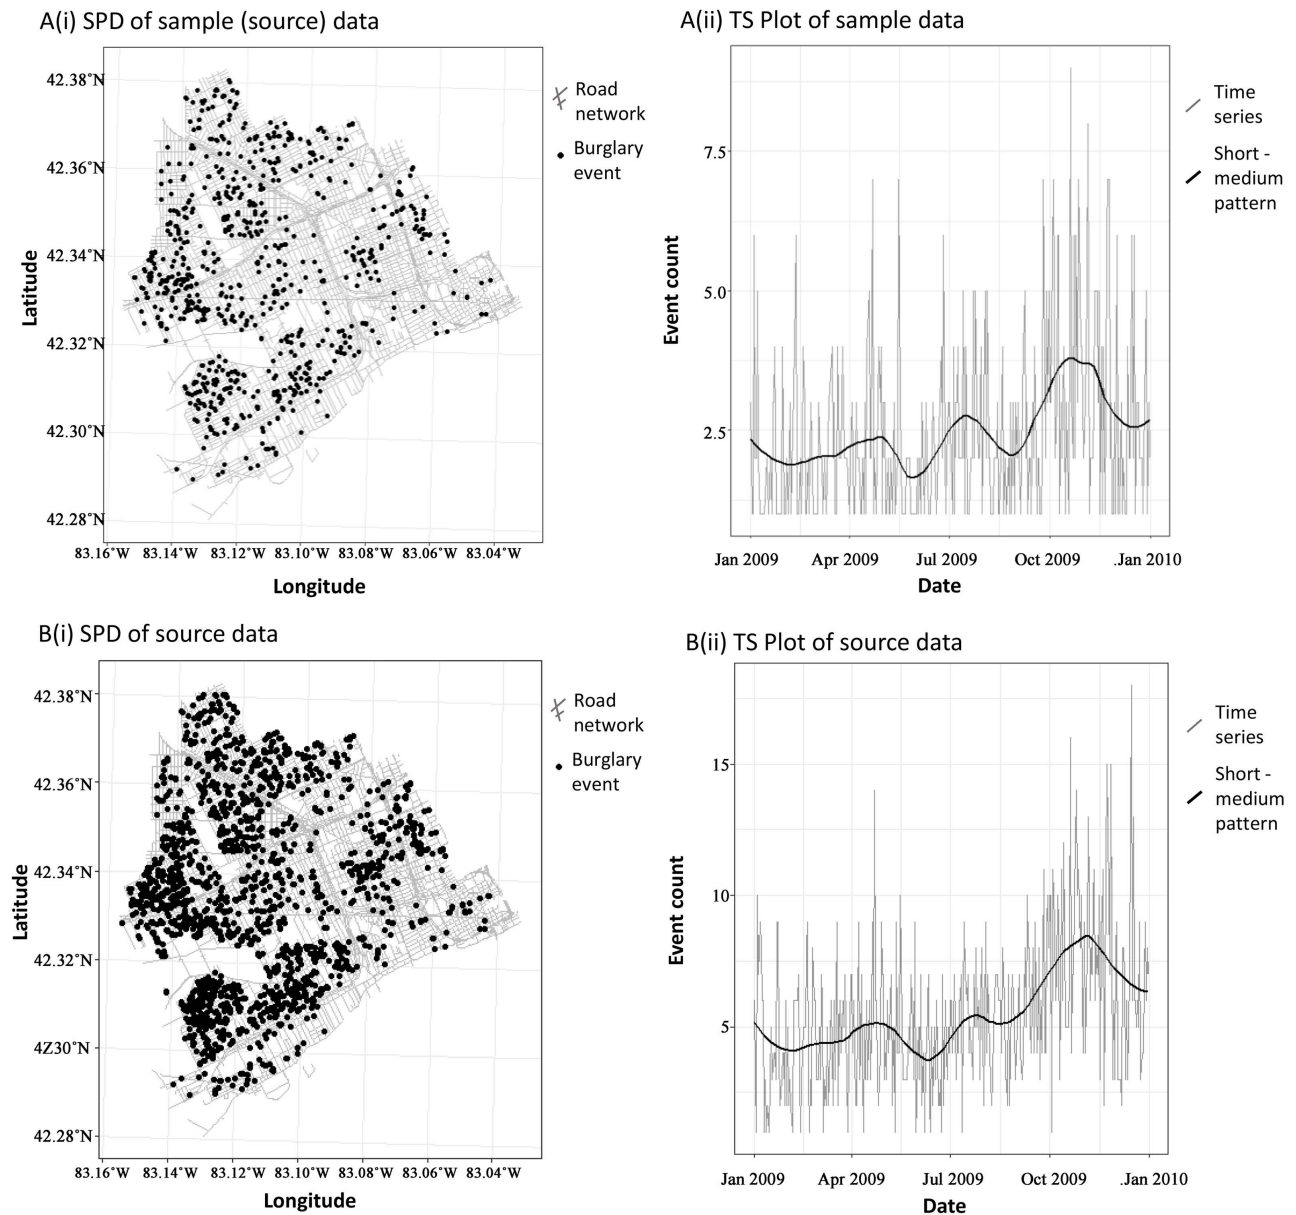 A(i) SPD of sample (source) data
42.38°N
42.36°N
42.34°N
42.32°N
42.30°N
42.28°N
Latitude
83.16°W 83.14°W 83.12°W 83.10°W 83.08°W 83.06°W 83.04°W
Longitude
Road
network
Burglary
event
A(ii) TS Plot of sample data
7.5
5.0
2.5
Event count
Jan 2009 Apr 2009 Jul 2009 Oct 2009 .Jan 2010
Date
Time
series
Short -
medium
pattern
B(i) SPD of source data
42.38°N
42.36°N
42.34°N
42.32°N
4230°N
42.28°N
Latitude
83.16°W 83.14°W 83.12°W 83.10°W 83.08°W 83.06°W 83.04°W
Longitude
Road
network
Burglary
event
B(ii) TS Plot of source data
15
10
5
Event count
Jan 2009 Apr 2009 Jul 2009 Oct 2009 .Jan 2010
Date
Time
series
Short -
medium
pattern